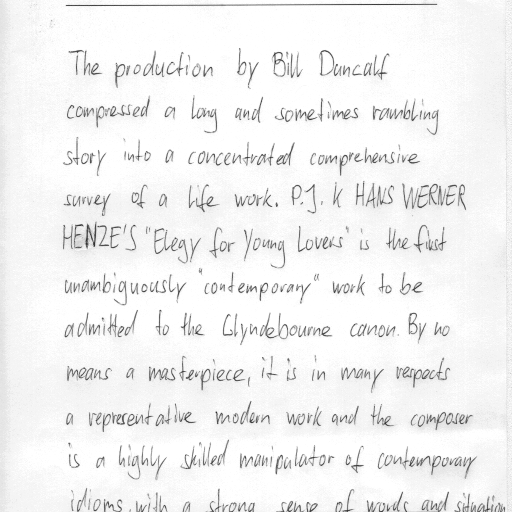 The production by Bill Duncalf
compressed a long and sometimes rambling
story into a concentrated comprehensive
survey of a life work. P.J. K HANS WERNER
HENZE'S "Elegy for Young Lovers" is the first
unambiguously "contemporary" work to be
admitted to the Glyndebourne canon. By no
means a masterpiece, it is in many respects
a representative modern work and the composer
is a highly skilled manipulator of contemporary
idioms, with a strong sense of words and situation